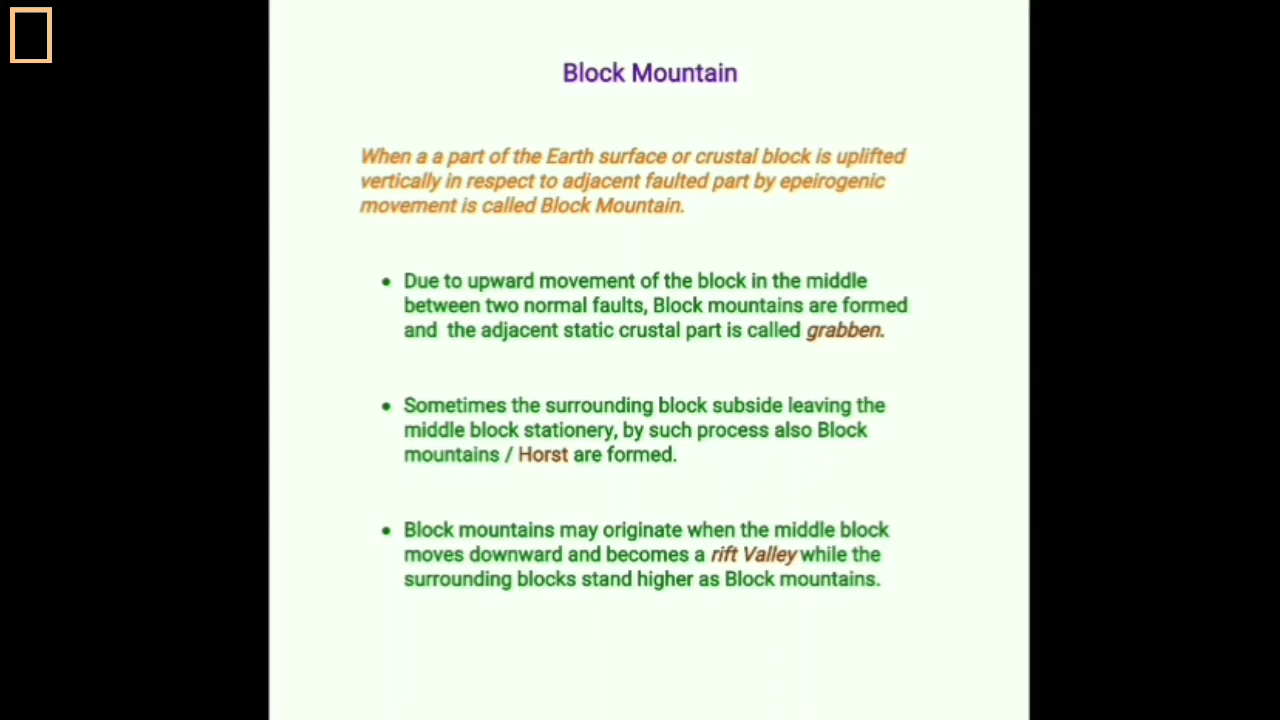 Block Mountain
When a a part of the Earth surface or crustal block is uplifted
vertically in respect to adjacent faulted part by epeirogenic
movement is called Block Mountain.
• Due to upward movement of the block in the middle
between two normal faults, Block mountains are formed
and the adjacent static crustal part is called grabben.
• Sometimes the surrounding block subside leaving the
middle block stationery, by such process also Block
mountains / Horst are formed.
• Block mountains may originate when the middle block
moves downward and becomes a rift Valley while the
surrounding blocks stand higher as Block mountains.